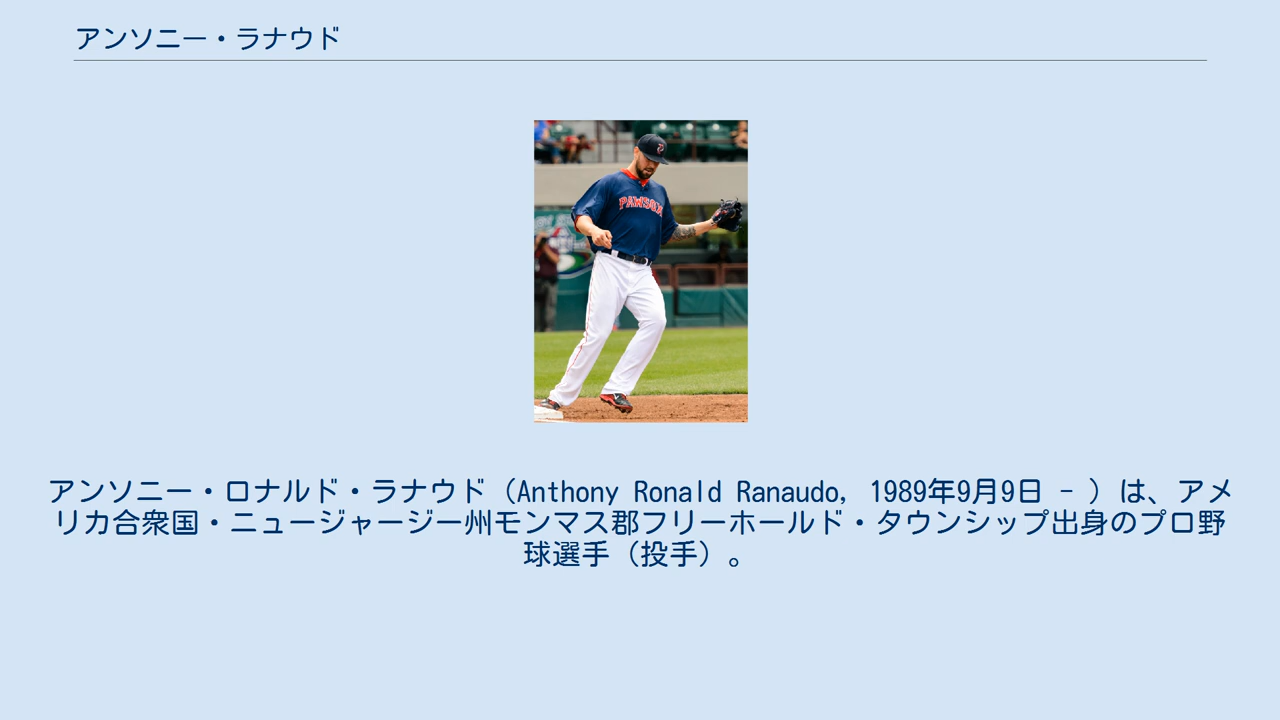 アンソニー・ラナウド
PAWSOX
アンソニー・ロナルド・ラナウド（Anthony Ronald Ranaudo, 1989年9月9日 - ）は、アメ
リカ合衆国・ニュージャージー州モンマス郡フリーホールド・タウンシップ出身のプロ野
球選手（投手）。